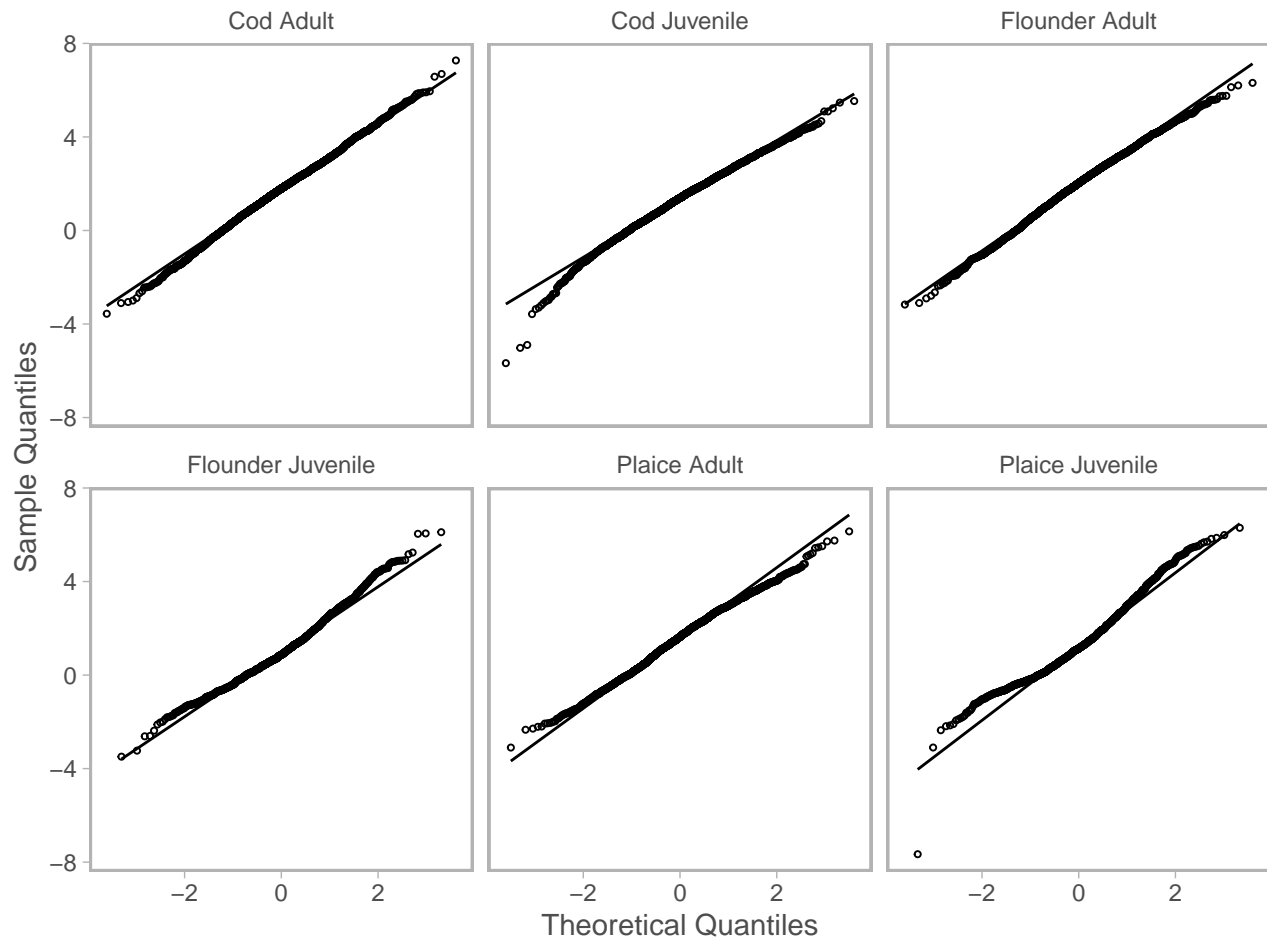 Cod Adult
Cod Juvenile
Flounder Adult
8
4
0
−4
−8
Flounder Juvenile
Plaice Adult
Plaice Juvenile
8
4
0
−4
−8
−2
0
2
−2
0
2
−2
0
2
Sample Quantiles
Theoretical Quantiles